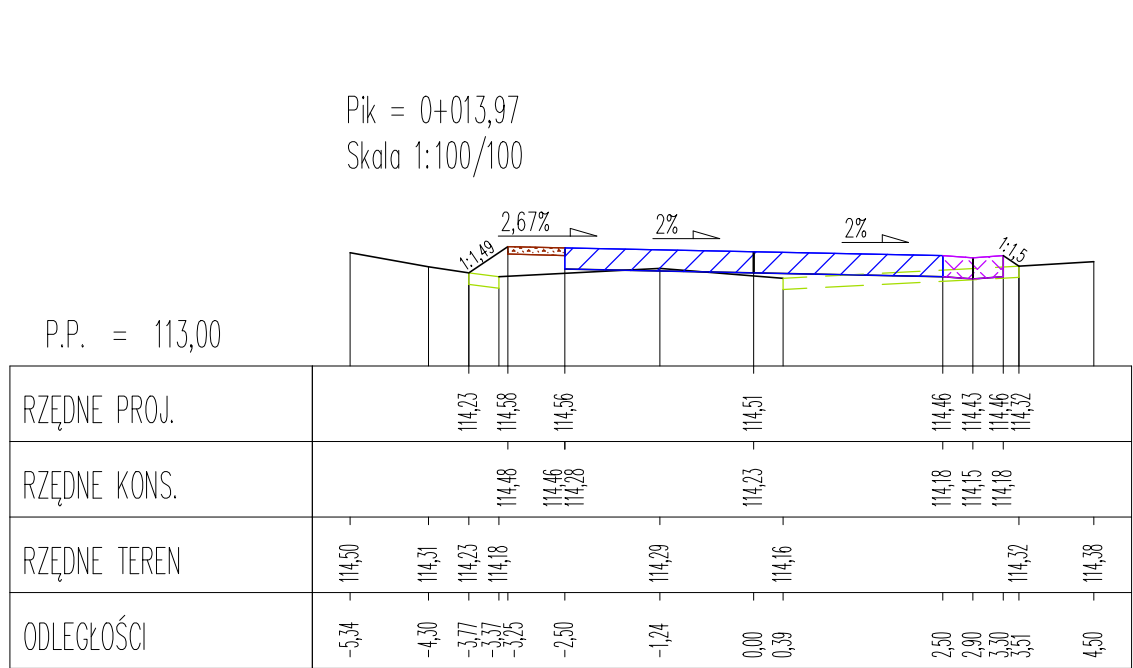 Pik = 0+013,97
Skala 1:100/100
1:1,49 2,67% 2% 2% 1:1,5
P.P. = 113,00
RZĘDNE PROJ. 114,23 114,58 114,56 114,51 114,46 114,43 114,46 114,32
RZĘDNE KONS. 114,48 114,46 114,28 114,23 114,18 114,15 114,18
RZĘDNE TEREN 114,50 114,31 114,23 114,18 114,29 114,16 114,32 114,38
ODLEGŁOŚCI -5,34 -4,30 -3,77 -3,37 -3,25 -2,50 -1,24 0,00 0,39 2,50 2,90 3,30 3,51 4,50